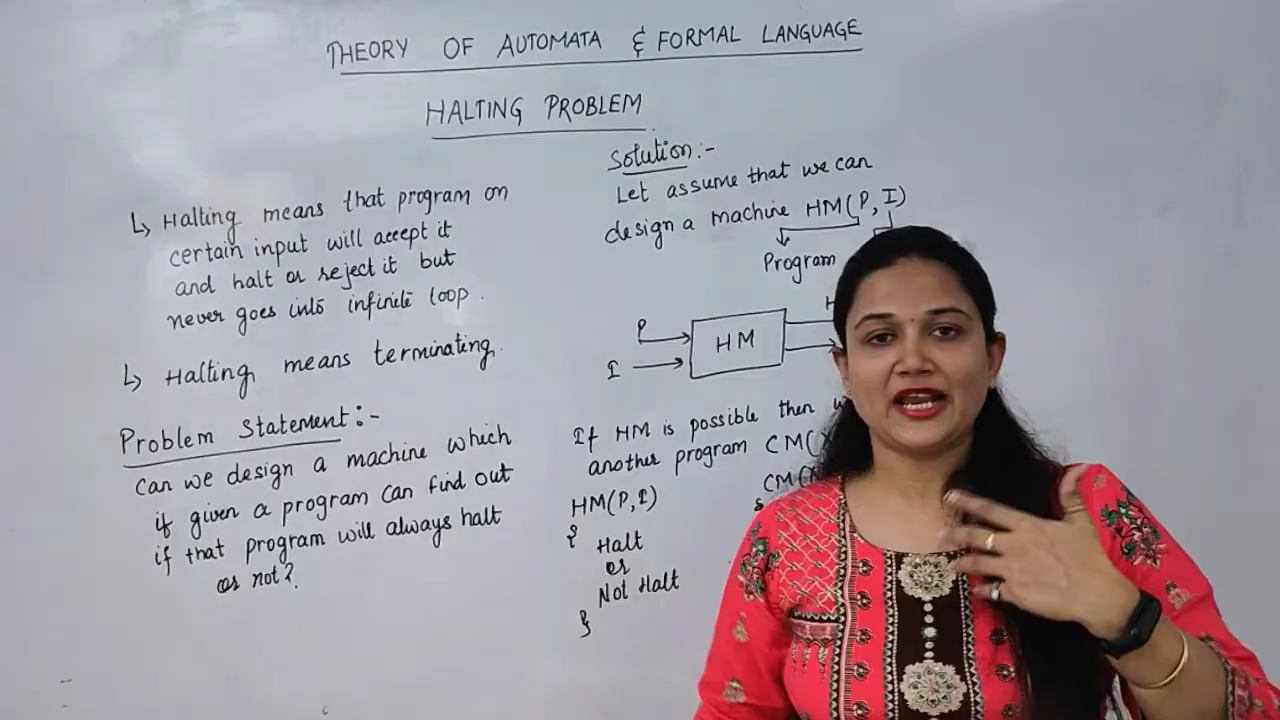 THEORY OF AUTOMATA & FORMAL LANGUAGE
HALTING PROBLEM
↳ Halting means that program on
certain input will accept it
and halt or reject it but
never goes into infinite loop.
↳ Halting means terminating.
Problem Statement:-
Can we design a machine which
if given a program can find out
if that program will always halt
or not?
Solution:-
Let assume that we can
design a machine HM(P, I)
Program
P
I
HM
H
If HM is possible then
another program CM(
HM(P, I)
{
Halt
or
Not Halt
}
CM(
{